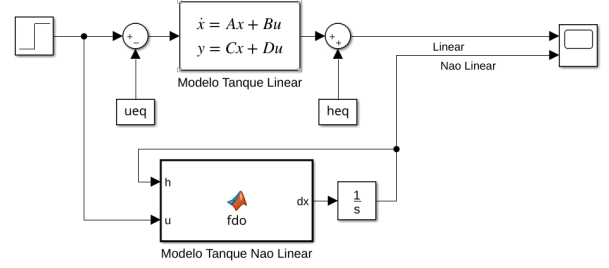 ẋ = Ax + Bu
y = Cx + Du
+
−
+
+
Linear
Nao Linear
Modelo Tanque Linear
ueq
heq
h
u
fdo
dx
1
s
Modelo Tanque Nao Linear